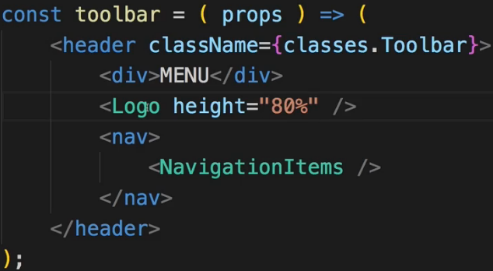 const toolbar = ( props ) => (
<header className={classes.Toolbar}>
<div>MENU</div>
<Logo height="80%" />
<nav>
<NavigationItems />
</nav>
</header>
);